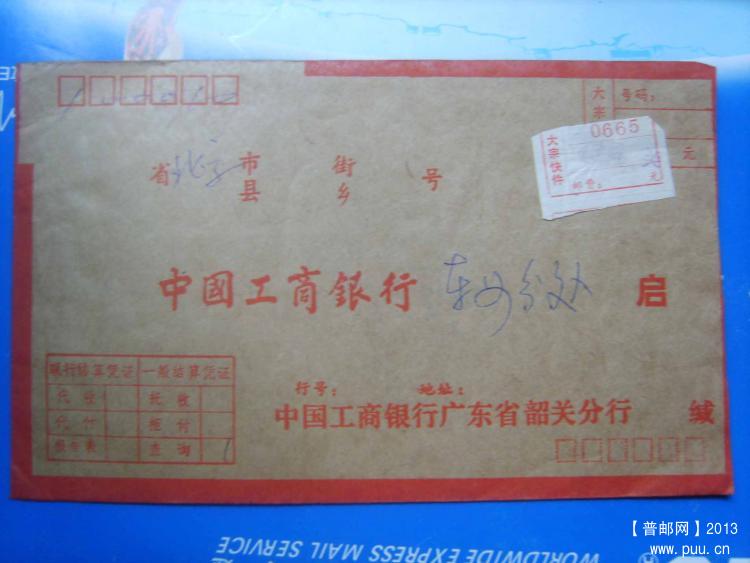 大宗 号码：
0665
大宗快件
元
邮费： 元
省北京市 街
县 乡 号
中國工商銀行 启
联行结算凭证 一般结算凭证
代收 托收
代付 拒付
报单表 查询
行号： 地址：
中国工商银行广东省韶关分行 缄
WORLDWIDE EXPRESS MAIL SERVICE
【普邮网】2013
www.puu.cn